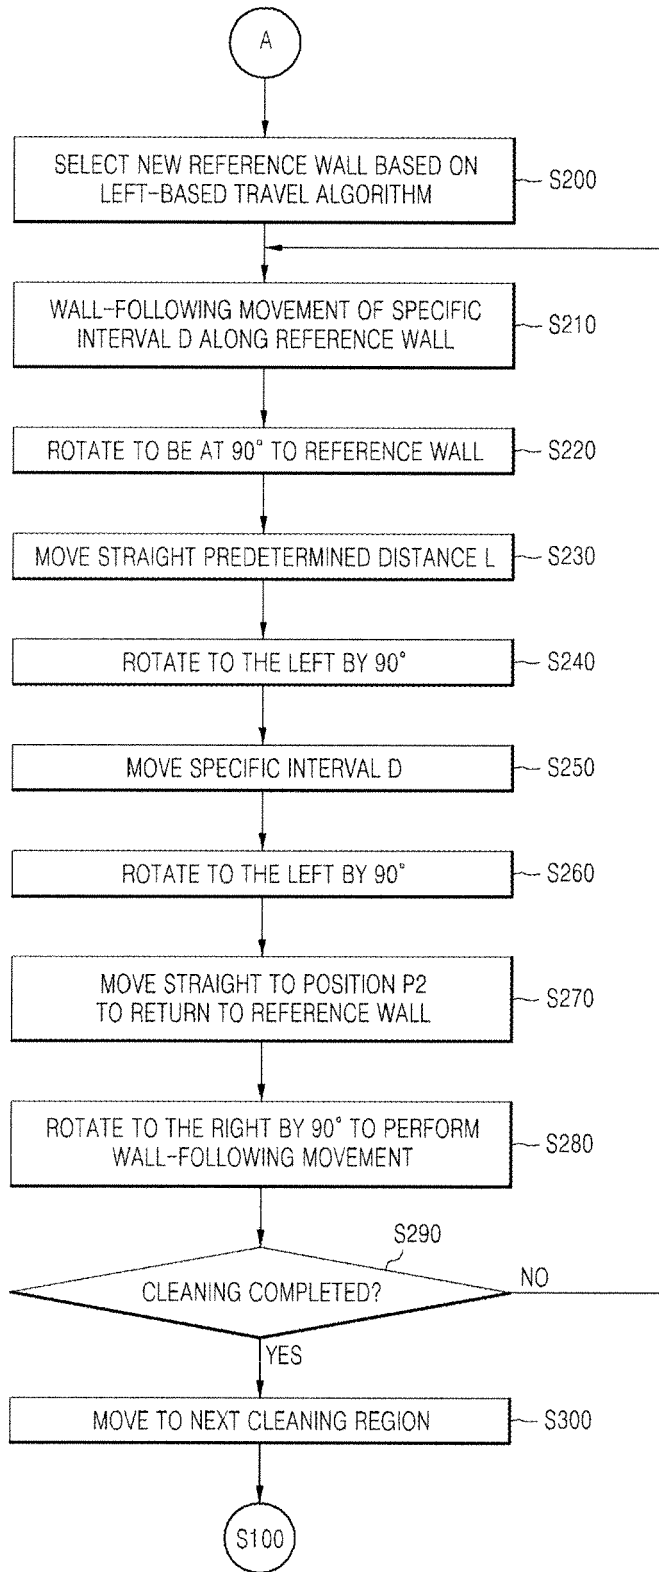 A
SELECT NEW REFERENCE WALL BASED ON
LEFT-BASED TRAVEL ALGORITHM
S200
WALL-FOLLOWING MOVEMENT OF SPECIFIC
INTERVAL D ALONG REFERENCE WALL
S210
ROTATE TO BE AT 90° TO REFERENCE WALL
S220
MOVE STRAIGHT PREDETERMINED DISTANCE L
S230
ROTATE TO THE LEFT BY 90°
S240
MOVE SPECIFIC INTERVAL D
S250
ROTATE TO THE LEFT BY 90°
S260
MOVE STRAIGHT TO POSITION P2
TO RETURN TO REFERENCE WALL
S270
ROTATE TO THE RIGHT BY 90° TO PERFORM
WALL-FOLLOWING MOVEMENT
S280
S290
CLEANING COMPLETED?
NO
YES
MOVE TO NEXT CLEANING REGION
S300
S100